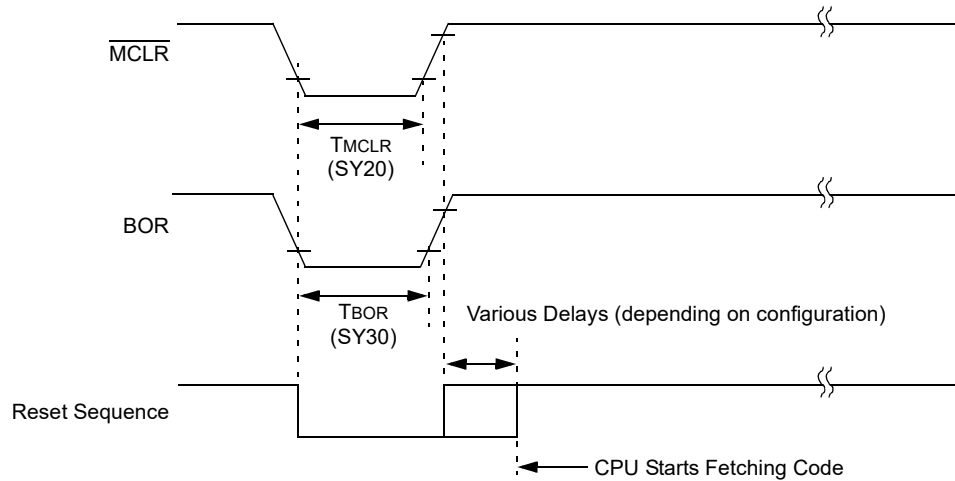 MCLR
TMCLR
(SY20)
BOR
TBOR
(SY30)
Various Delays (depending on configuration)
Reset Sequence
CPU Starts Fetching Code